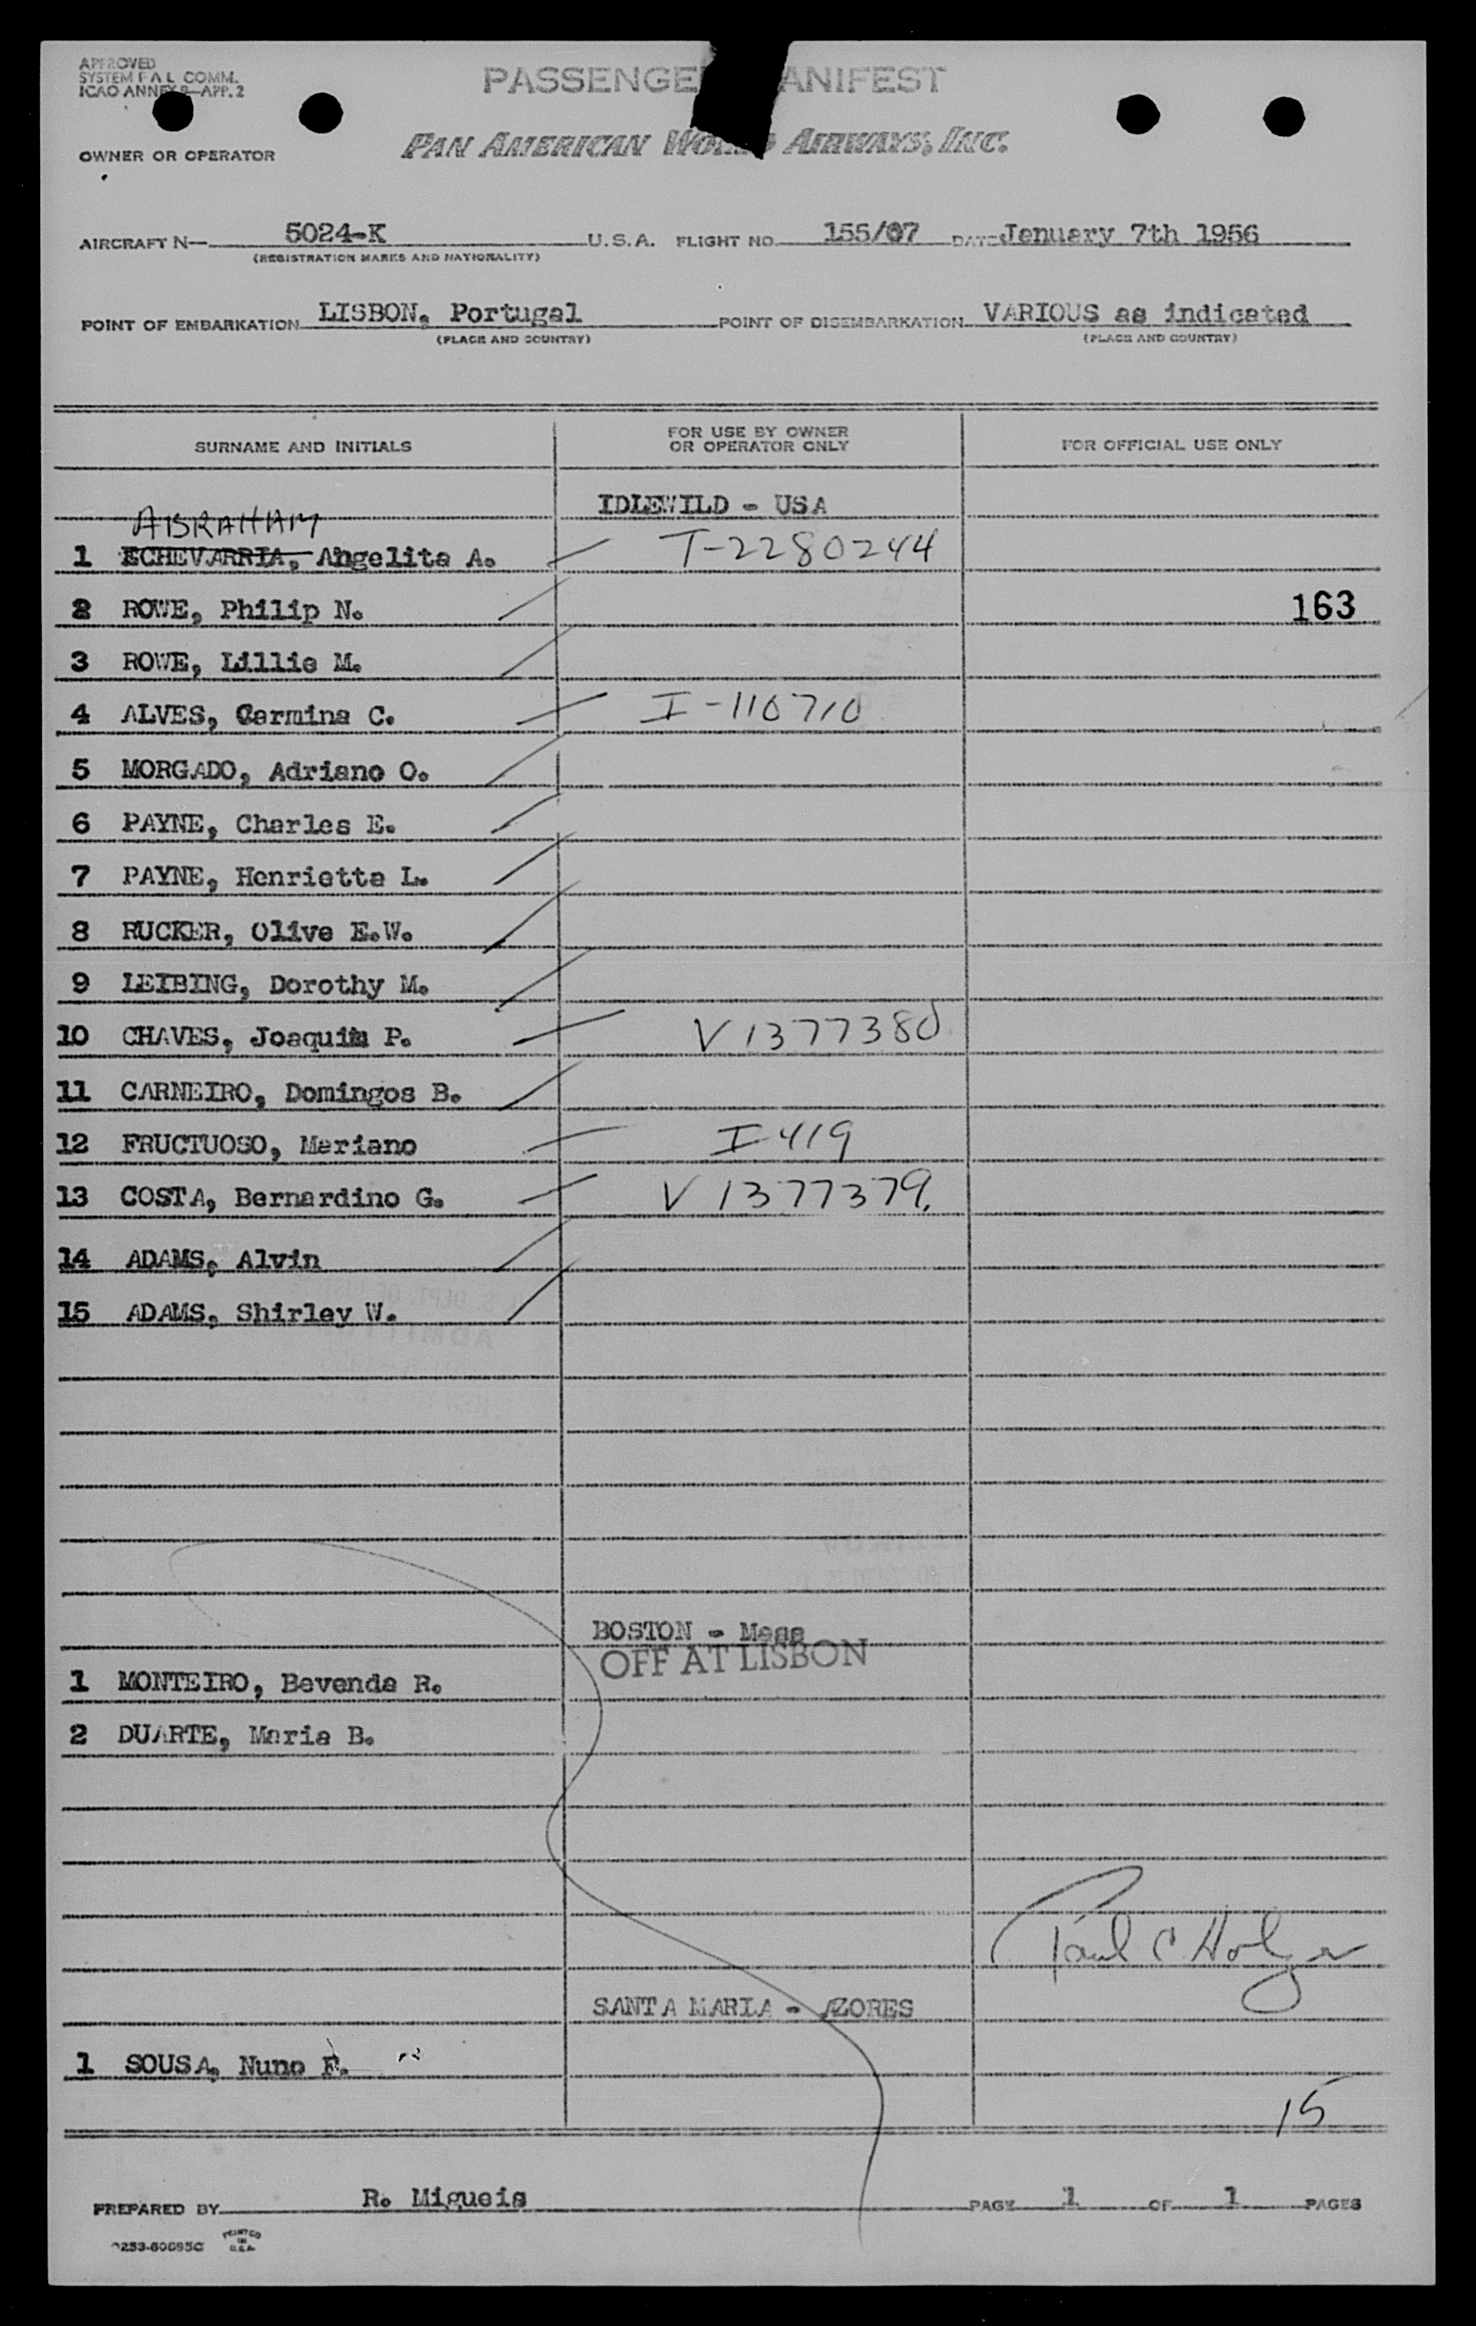 APPROVED
SYSTEM F A L COMM.
ICAO ANNEX 9—APP. 2
PASSENGE ANIFEST
OWNER OR OPERATOR
PAN AMERICAN WORLD AIRWAYS, INC.
AIRCRAFT N— 5024-K U.S.A. FLIGHT NO. 155/07 DATE January 7th 1956
(REGISTRATION MARKS AND NATIONALITY)
POINT OF EMBARKATION LISBON, Portugal POINT OF DISEMBARKATION VARIOUS as indicated
(PLACE AND COUNTRY) (PLACE AND COUNTRY)
SURNAME AND INITIALS FOR USE BY OWNER OR OPERATOR ONLY FOR OFFICIAL USE ONLY
IDLEWILD - USA
ABRAHAM
1 ECHEVARRIA, Angelita A. T-2280244
2 ROWE, Philip N. 163
3 ROWE, Lillie M.
4 ALVES, Carmina C. I-110710
5 MORGADO, Adriano O.
6 PAYNE, Charles E.
7 PAYNE, Henrietta L.
8 RUCKER, Olive E.W.
9 LEIBING, Dorothy M.
10 CHAVES, Joaquim P. V 1377380
11 CARNEIRO, Domingos B.
12 FRUCTUOSO, Mariano I 419
13 COSTA, Bernardino G. V 1377379.
14 ADAMS, Alvin
15 ADAMS, Shirley W.
BOSTON - Mass
OFF AT LISBON
1 MONTEIRO, Bevenda R.
2 DUARTE, Maria B.
Paul C
SANTA MARIA - AZORES
1 SOUSA, Nuno F.
15
PREPARED BY R. Migueis PAGE 1 OF 1 PAGES
PRINTED IN U.S.A.